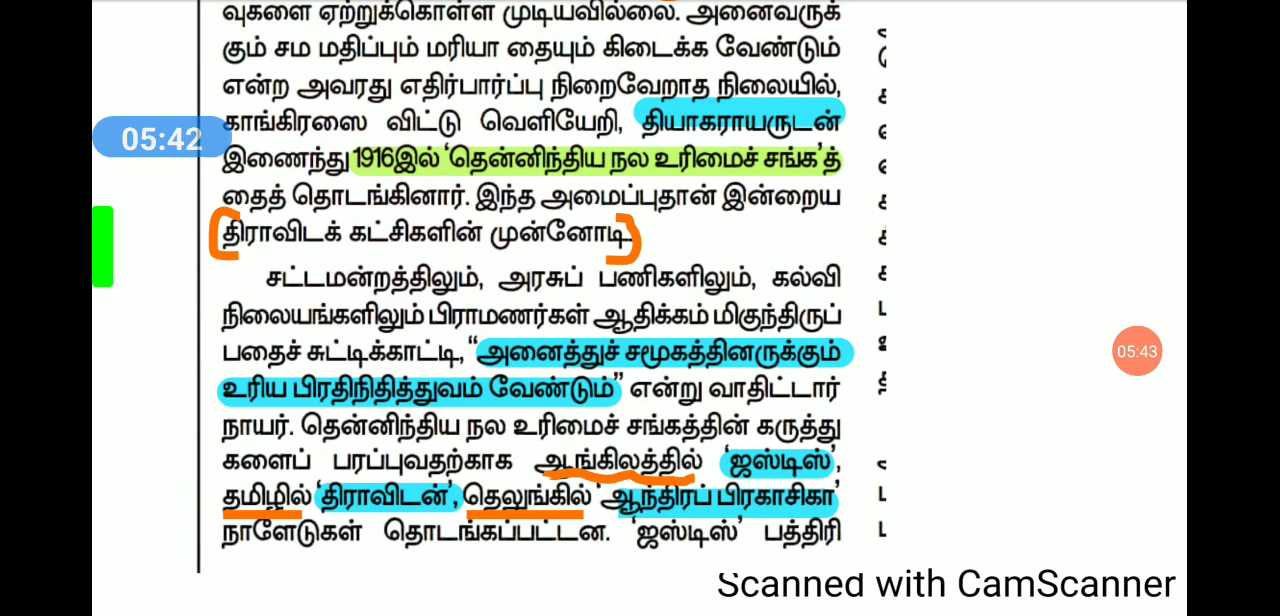 வுகளை ஏற்றுக்கொள்ள முடியவில்லை. அனைவருக்
கும் சம மதிப்பும் மரியா தையும் கிடைக்க வேண்டும்
என்ற அவரது எதிர்பார்ப்பு நிறைவேறாத நிலையில்,
காங்கிரஸை விட்டு வெளியேறி, தியாகராயருடன்
05:42
இணைந்து 1916இல் ‘தென்னிந்திய நல உரிமைச் சங்க’த்
தைத் தொடங்கினார். இந்த அமைப்புதான் இன்றைய
திராவிடக் கட்சிகளின் முன்னோடி.
சட்டமன்றத்திலும், அரசுப் பணிகளிலும், கல்வி
நிலையங்களிலும் பிராமணர்கள் ஆதிக்கம் மிகுந்திருப்
பதைச் சுட்டிக்காட்டி, “அனைத்துச் சமூகத்தினருக்கும்
05:43
உரிய பிரதிநிதித்துவம் வேண்டும்” என்று வாதிட்டார்
நாயர். தென்னிந்திய நல உரிமைச் சங்கத்தின் கருத்து
களைப் பரப்புவதற்காக ஆங்கிலத்தில் ‘ஜஸ்டிஸ்’,
தமிழில் ‘திராவிடன்’, தெலுங்கில் ‘ஆந்திரப் பிரகாசிகா’
நாளேடுகள் தொடங்கப்பட்டன. ‘ஜஸ்டிஸ்’ பத்திரி
Scanned with CamScanner